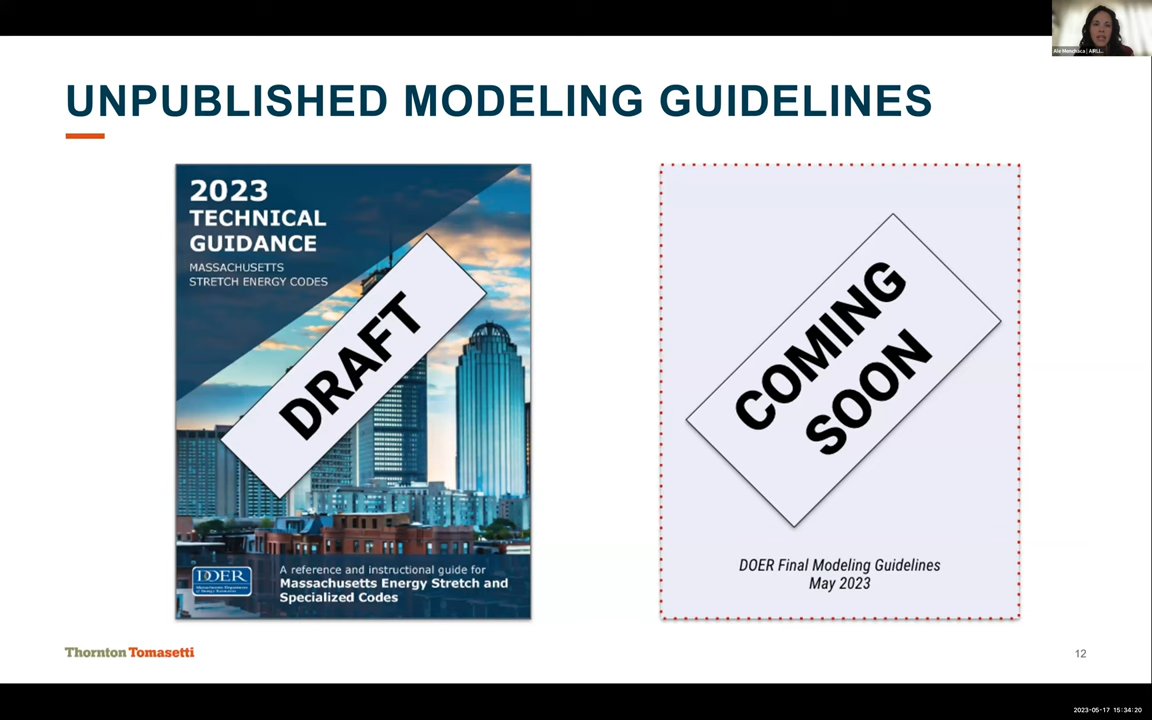 UNPUBLISHED MODELING GUIDELINES
2023
TECHNICAL
GUIDANCE
MASSACHUSETTS
STRETCH ENERGY CODES
DRAFT
DOER
A reference and instructional guide for
Massachusetts Energy Stretch and
Specialized Codes
COMING
SOON
DOER Final Modeling Guidelines
May 2023
Thornton Tomasetti
12
2023-05-17 15:34:20